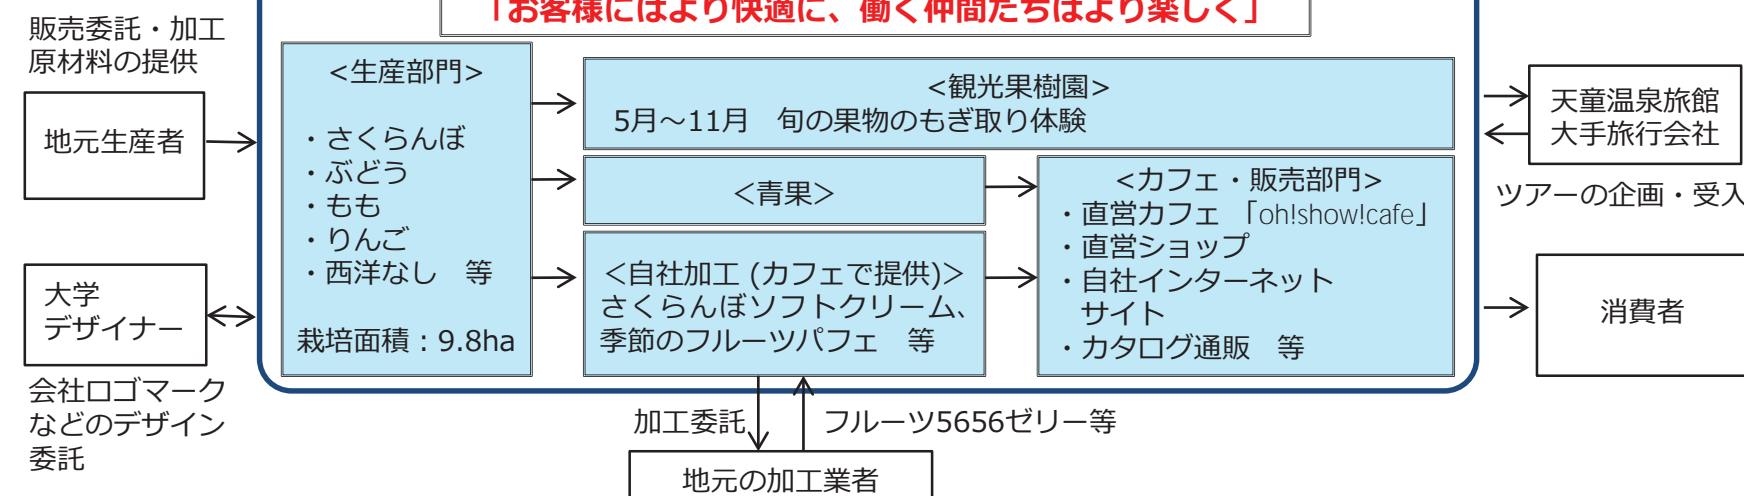 「お客様にはより快適に、働く仲間たちはより楽しく」
販売委託・加工
原材料の提供
地元生産者
大学
デザイナー
会社ロゴマーク
などのデザイン
委託
<生産部門>
・さくらんぼ
・ぶどう
・もも
・りんご
・西洋なし　等
栽培面積：9.8ha
<観光果樹園>
5月～11月　旬の果物のもぎ取り体験
<青果>
<自社加工 (カフェで提供)>
さくらんぼソフトクリーム、
季節のフルーツパフェ　等
<カフェ・販売部門>
・直営カフェ 「oh!show!cafe」
・直営ショップ
・自社インターネット
サイト
・カタログ通販　等
天童温泉旅館
大手旅行会社
ツアーの企画・受入
消費者
加工委託
フルーツ5656ゼリー等
地元の加工業者